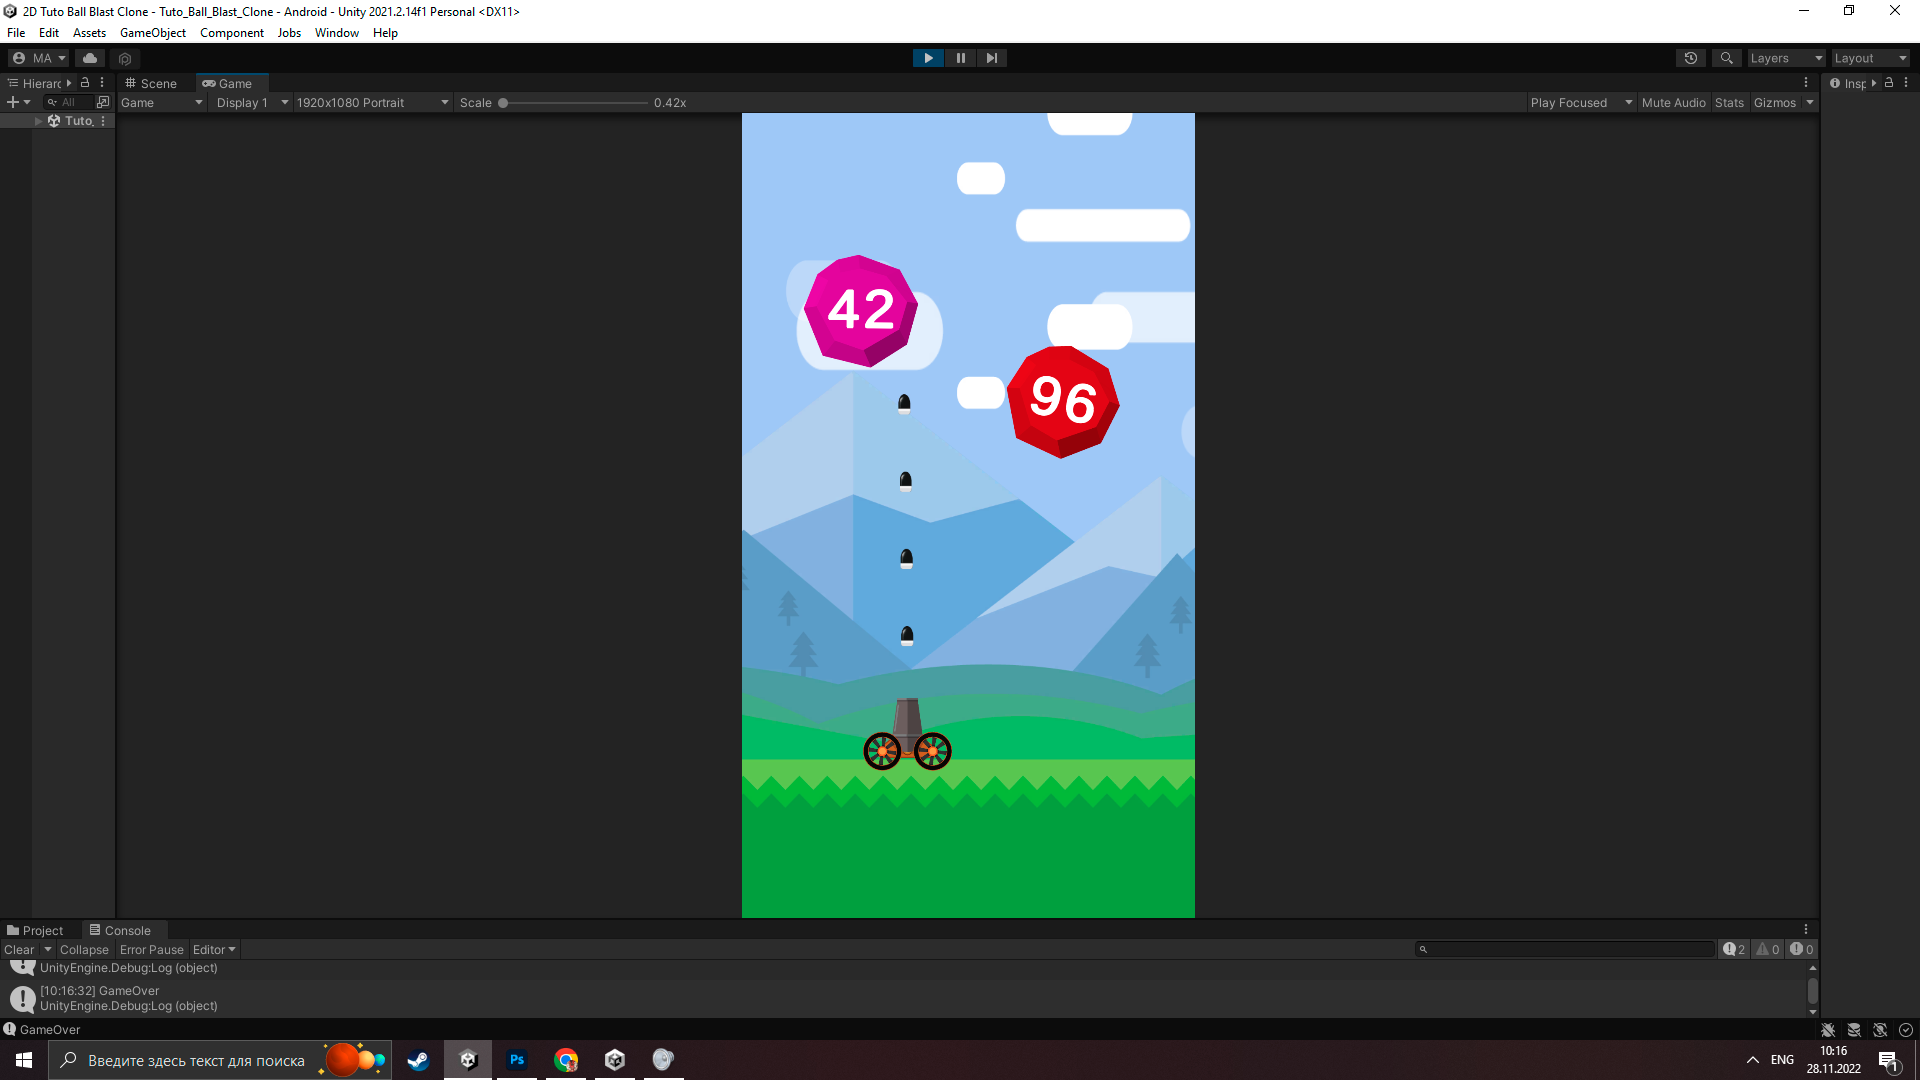 2D Tuto Ball Blast Clone - Tuto_Ball_Blast_Clone - Android - Unity 2021.2.14f1 Personal <DX11>
File Edit Assets GameObject Component Jobs Window Help
MA Layers Layout
Hierarc Scene Game Insp
All Game Display 1 1920x1080 Portrait Scale 0.42x Play Focused Mute Audio Stats Gizmos
Tuto_
42
96
Project Console
Clear Collapse Error Pause Editor 2 0 0
UnityEngine.Debug:Log (object)
[10:16:32] GameOver
UnityEngine.Debug:Log (object)
GameOver
Введите здесь текст для поиска Ps ENG 10:16
28.11.2022 1